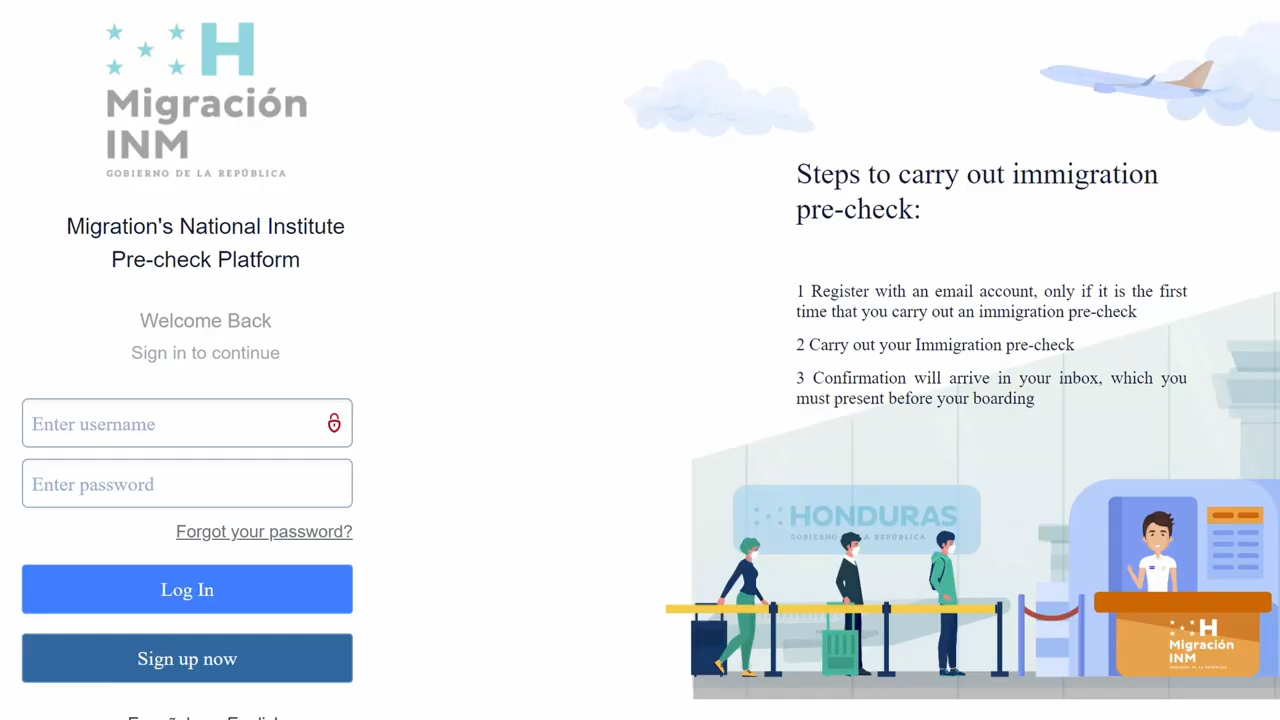 H
Migración
INM
GOBIERNO DE LA REPÚBLICA
Migration's National Institute
Pre-check Platform
Welcome Back
Sign in to continue
Enter username
Enter password
Forgot your password?
Log In
Sign up now
Steps to carry out immigration
pre-check:
1 Register with an email account, only if it is the first
time that you carry out an immigration pre-check
2 Carry out your Immigration pre-check
3 Confirmation will arrive in your inbox, which you
must present before your boarding
HONDURAS
GOBIERNO DE LA REPÚBLICA
H
Migración
INM